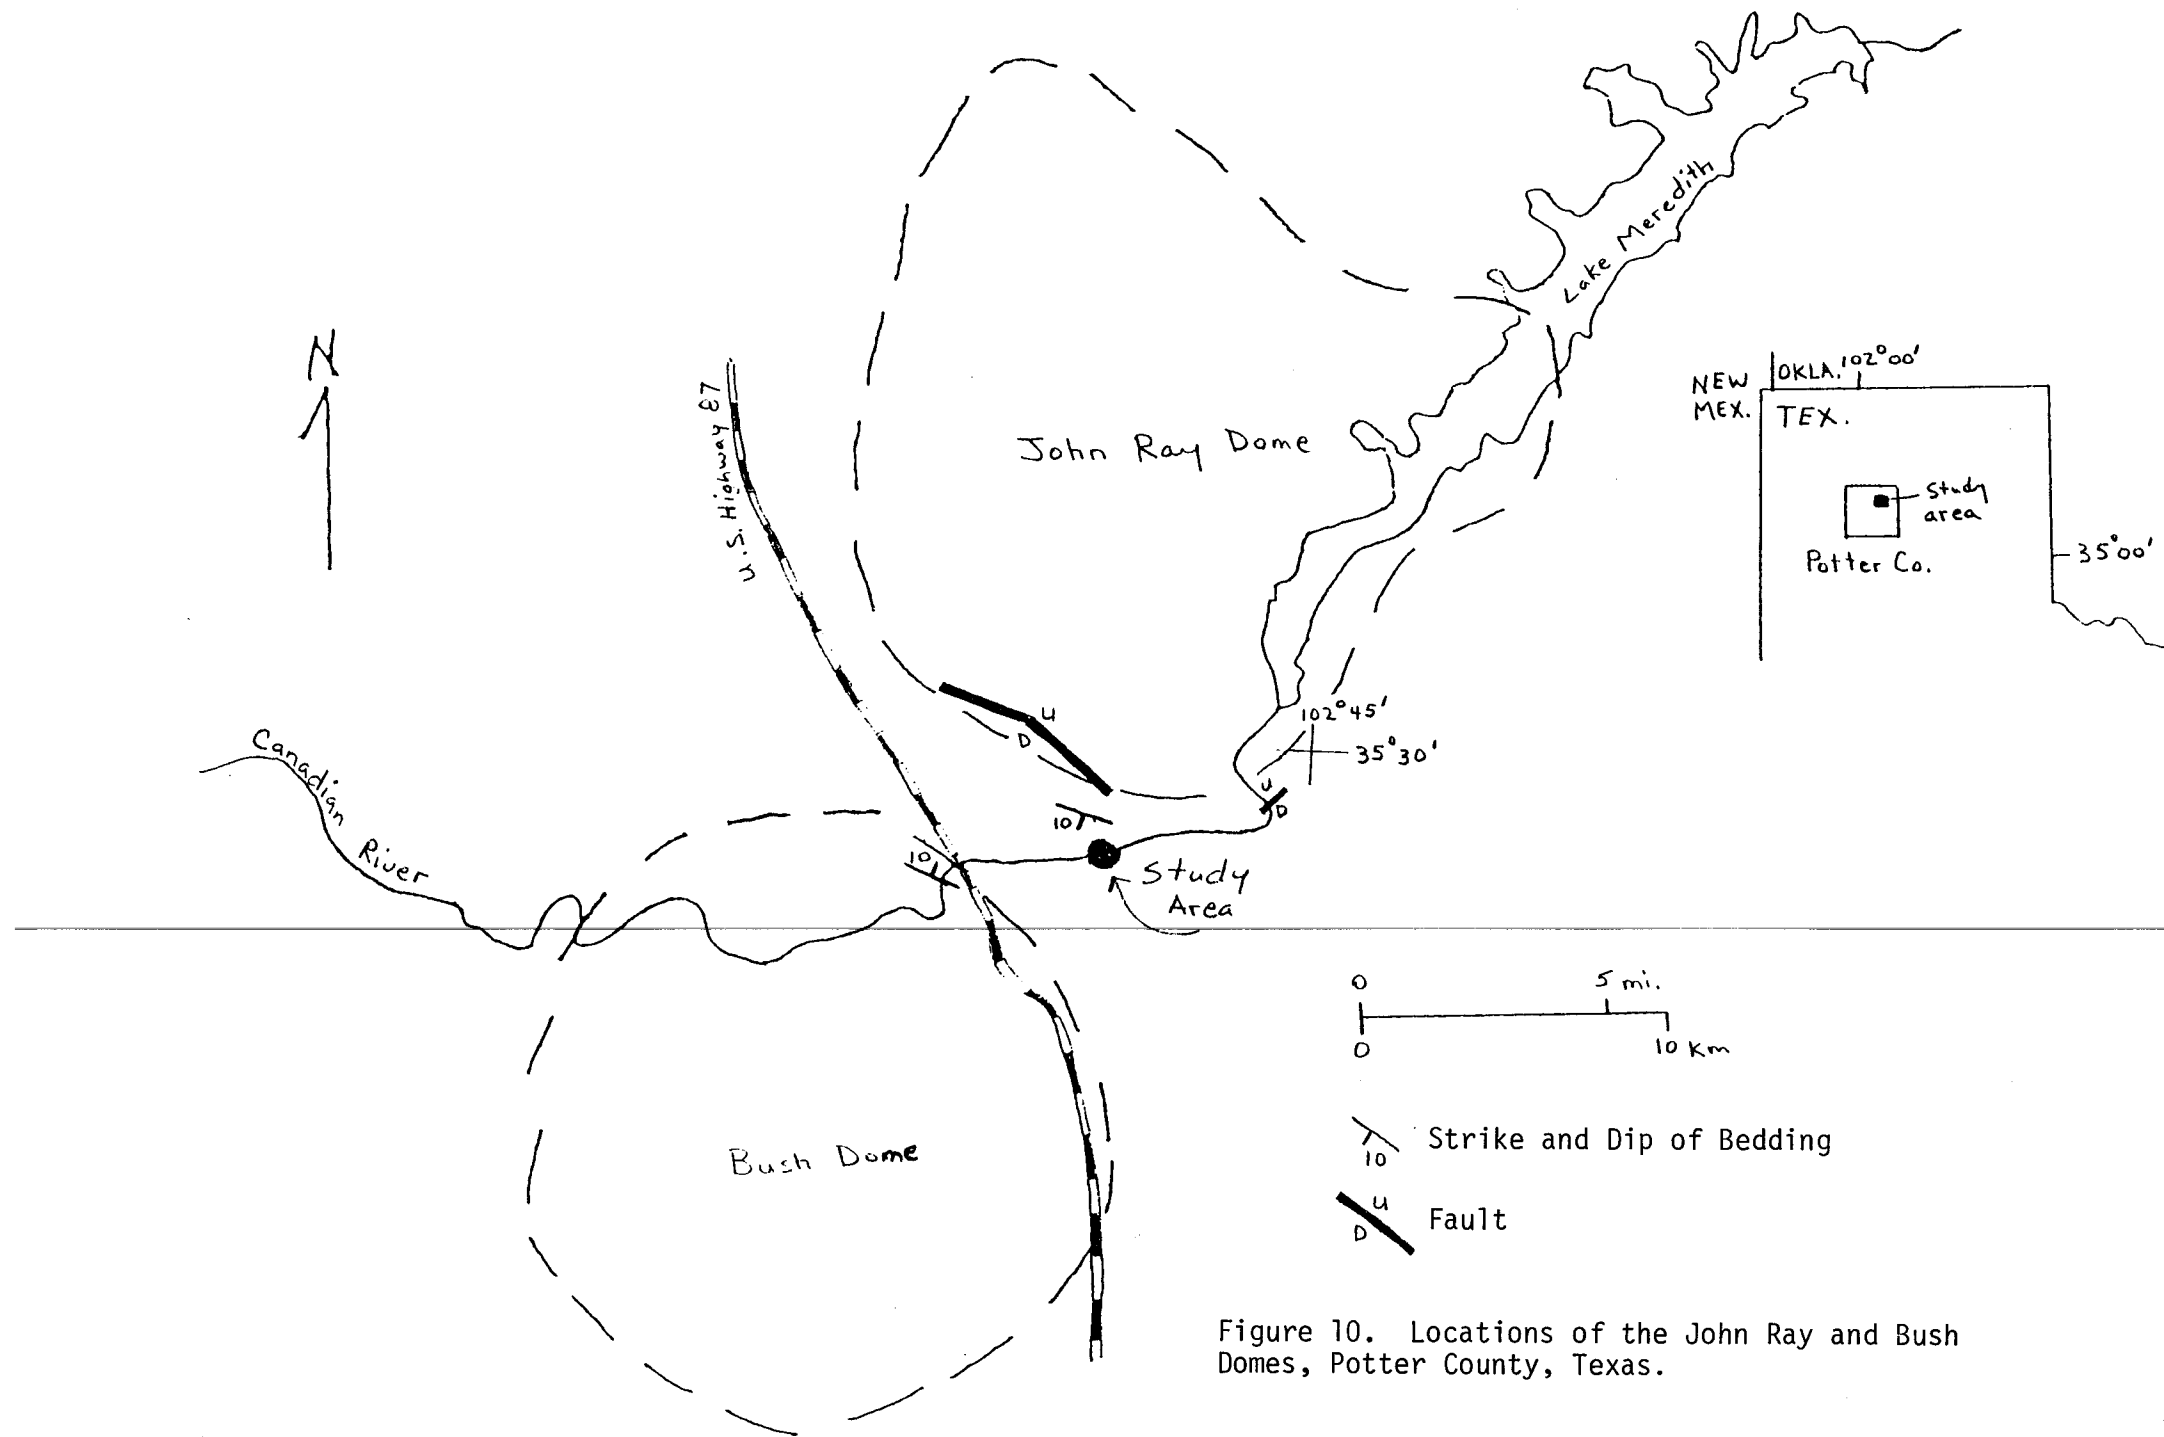 N
U.S. Highway 87
John Ray Dome
Lake Meredith
NEW
MEX.
OKLA.
102°00'
TEX.
Study
area
Potter Co.
35°00'
Canadian
River
U
D
102°45'
35°30'
U
D
10
10
Study
Area
Bush Dome
0
5 mi.
0
10 Km
10
Strike and Dip of Bedding
U
D
Fault
Figure 10. Locations of the John Ray and Bush
Domes, Potter County, Texas.